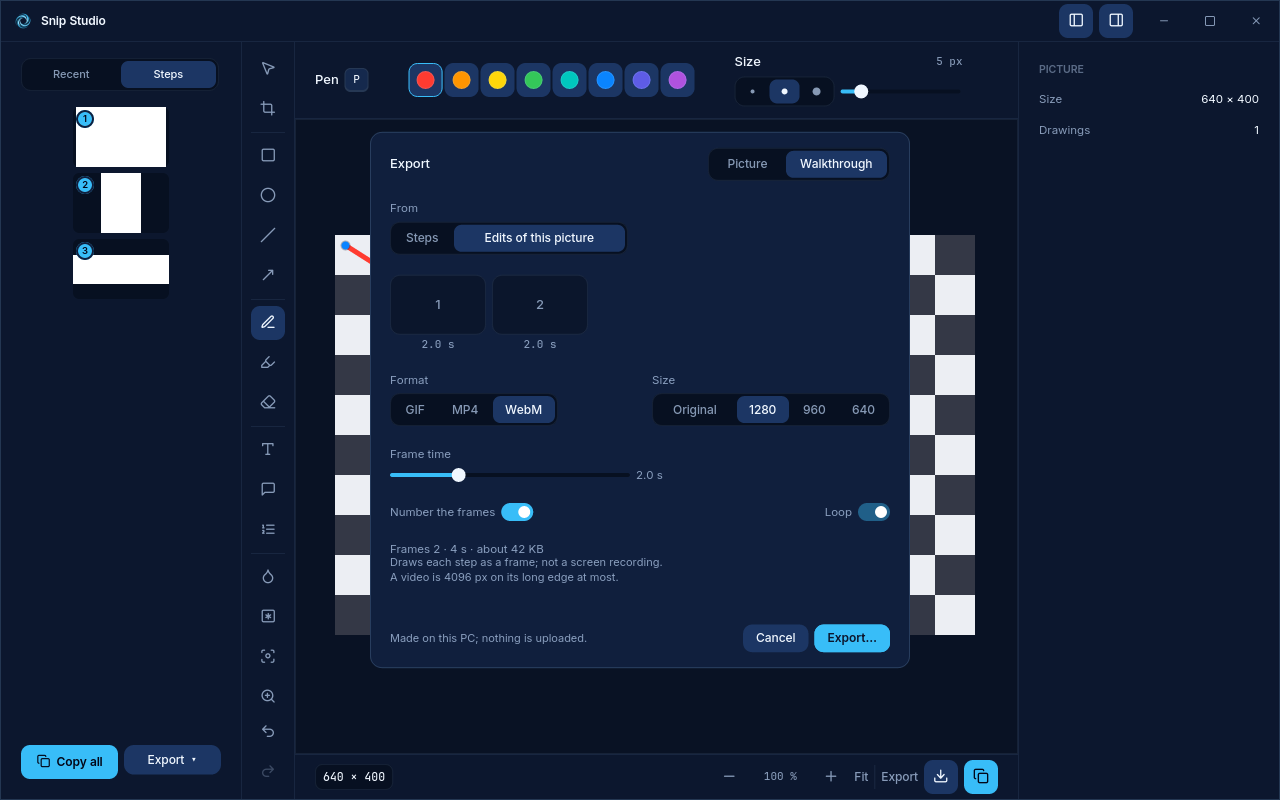 Snip Studio
Recent
Steps
1
2
3
Copy all
Export
Pen
P
Size
5 px
PICTURE
Size
640 × 400
Drawings
1
Export
Picture
Walkthrough
From
Steps
Edits of this picture
1
2
2.0 s
2.0 s
Format
Size
GIF
MP4
WebM
Original
1280
960
640
Frame time
2.0 s
Number the frames
Loop
Frames 2 · 4 s · about 42 KB
Draws each step as a frame; not a screen recording.
A video is 4096 px on its long edge at most.
Made on this PC; nothing is uploaded.
Cancel
Export…
640 × 400
100 %
Fit
Export